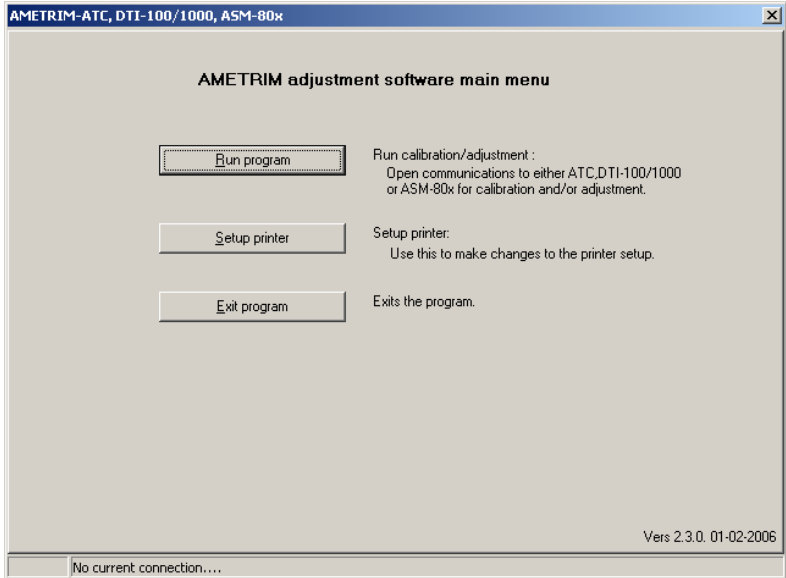 AMETRIM-ATC, DTI-100/1000, ASM-80x
AMETRIM adjustment software main menu
Run program
Run calibration/adjustment :
Open communications to either ATC,DTI-100/1000
or ASM-80x for calibration and/or adjustment.
Setup printer
Setup printer:
Use this to make changes to the printer setup.
Exit program
Exits the program.
Vers 2.3.0. 01-02-2006
No current connection....